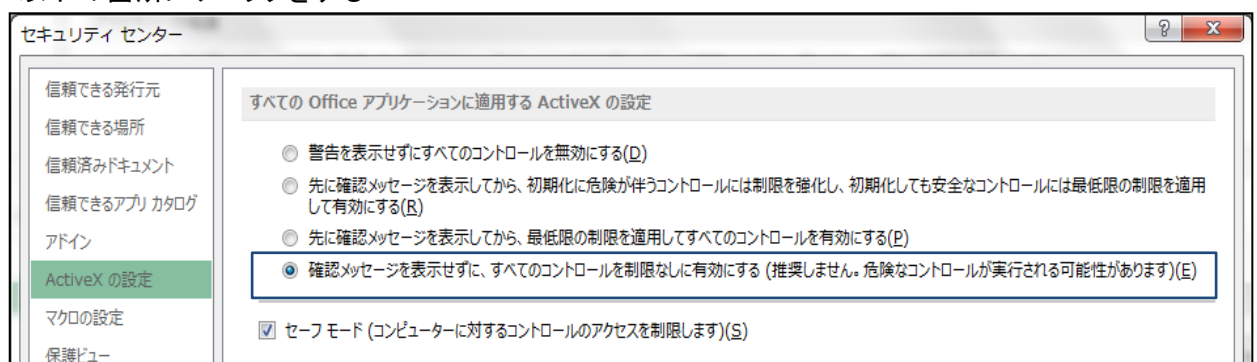 セキュリティ センター
信頼できる発行元
信頼できる場所
信頼済みドキュメント
信頼できるアプリ カタログ
アドイン
ActiveX の設定
マクロの設定
保護ビュー
すべての Office アプリケーションに適用する ActiveX の設定
警告を表示せずにすべてのコントロールを無効にする(D)
先に確認メッセージを表示してから、初期化に危険が伴うコントロールには制限を強化し、初期化しても安全なコントロールには最低限の制限を適用
して有効にする(R)
先に確認メッセージを表示してから、最低限の制限を適用してすべてのコントロールを有効にする(P)
確認メッセージを表示せずに、すべてのコントロールを制限なしに有効にする (推奨しません。危険なコントロールが実行される可能性があります)(E)
セーフ モード (コンピューターに対するコントロールのアクセスを制限します)(S)